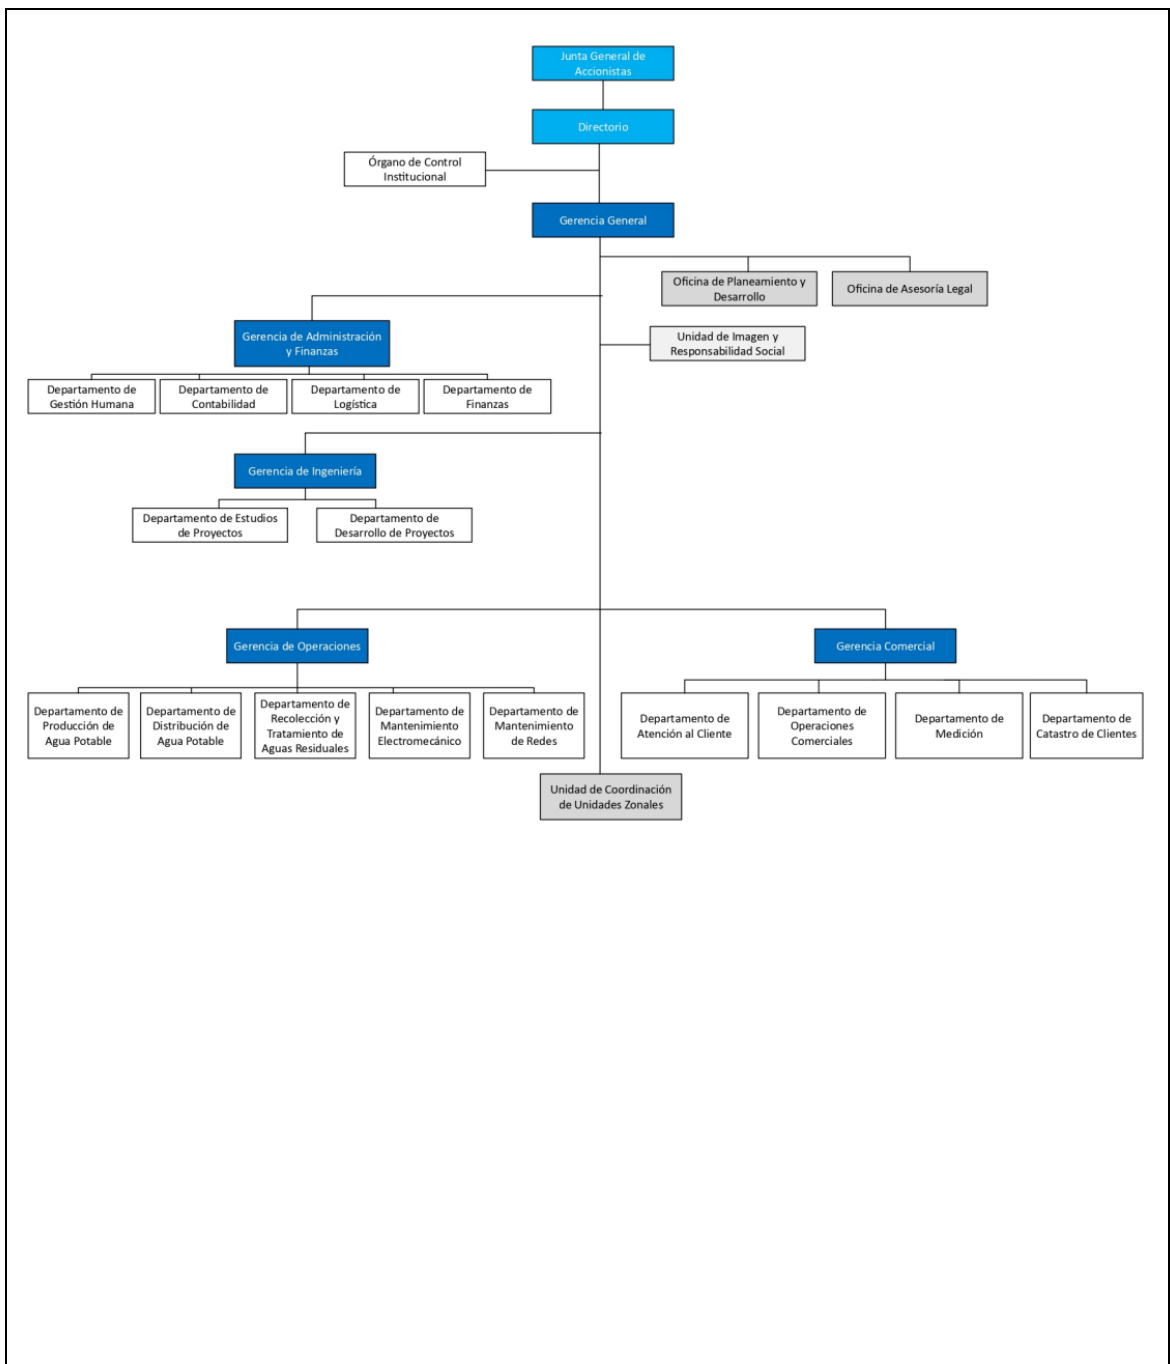 Junta General de
Accionistas
Directorio
Órgano de Control
Institucional
Gerencia General
Oficina de Planeamiento y
Desarrollo
Oficina de Asesoría Legal
Gerencia de Administración
y Finanzas
Unidad de Imagen y
Responsabilidad Social
Departamento de
Gestión Humana
Departamento de
Contabilidad
Departamento de
Logística
Departamento de
Finanzas
Gerencia de Ingeniería
Departamento de Estudios
de Proyectos
Departamento de
Desarrollo de Proyectos
Gerencia de Operaciones
Gerencia Comercial
Departamento de
Producción de
Agua Potable
Departamento de
Distribución de
Agua Potable
Departamento de
Recolección y
Tratamiento de
Aguas Residuales
Departamento de
Mantenimiento
Electromecánico
Departamento de
Mantenimiento
de Redes
Departamento de
Atención al Cliente
Departamento de
Operaciones
Comerciales
Departamento de
Medición
Departamento de
Catastro de Clientes
Unidad de Coordinación
de Unidades Zonales